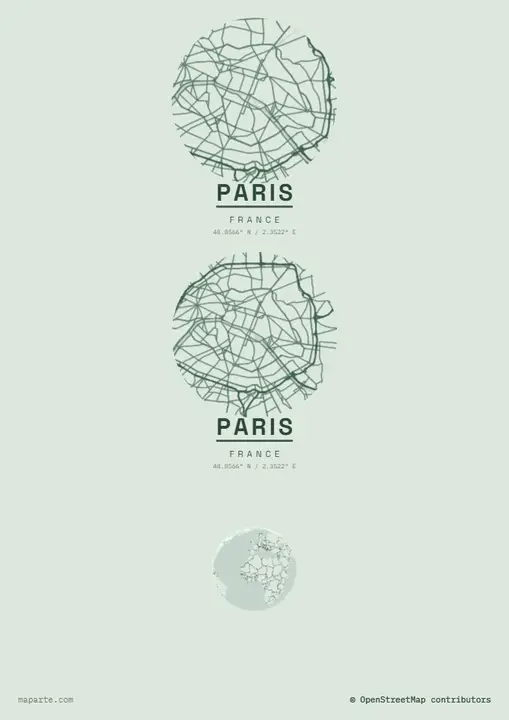 PARIS
FRANCE
48.8566° N / 2.3522° E
PARIS
FRANCE
48.8566° N / 2.3522° E
maparte.com
© OpenStreetMap contributors